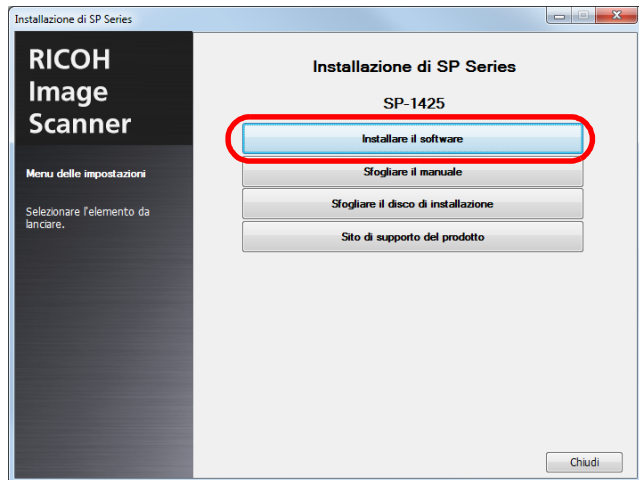 Installazione di SP Series
RICOH
Image
Scanner
Menu delle impostazioni
Selezionare l'elemento da
lanciare.
Installazione di SP Series
SP-1425
Installare il software
Sfogliare il manuale
Sfogliare il disco di installazione
Sito di supporto del prodotto
Chiudi